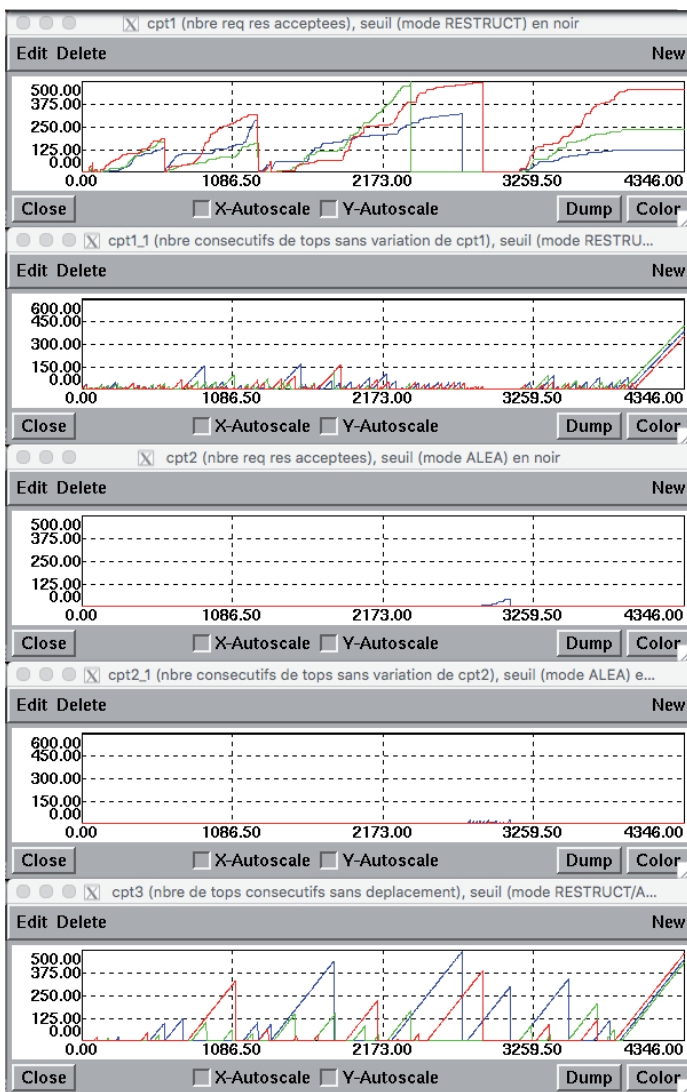 cpt1 (nbre req res acceptees), seuil (mode RESTRUCT) en noir
Edit Delete New
500.00
375.00
250.00
125.00
0.00
0.00 1086.50 2173.00 3259.50 4346.00
Close X-Autoscale Y-Autoscale Dump Color
cpt1_1 (nbre consecutifs de tops sans variation de cpt1), seuil (mode RESTRU...
Edit Delete New
600.00
450.00
300.00
150.00
0.00
0.00 1086.50 2173.00 3259.50 4346.00
Close X-Autoscale Y-Autoscale Dump Color
cpt2 (nbre req res acceptees), seuil (mode ALEA) en noir
Edit Delete New
500.00
375.00
250.00
125.00
0.00
0.00 1086.50 2173.00 3259.50 4346.00
Close X-Autoscale Y-Autoscale Dump Color
cpt2_1 (nbre consecutifs de tops sans variation de cpt2), seuil (mode ALEA) e...
Edit Delete New
600.00
450.00
300.00
150.00
0.00
0.00 1086.50 2173.00 3259.50 4346.00
Close X-Autoscale Y-Autoscale Dump Color
cpt3 (nbre de tops consecutifs sans deplacement), seuil (mode RESTRUCT/A...
Edit Delete New
500.00
375.00
250.00
125.00
0.00
0.00 1086.50 2173.00 3259.50 4346.00
Close X-Autoscale Y-Autoscale Dump Color